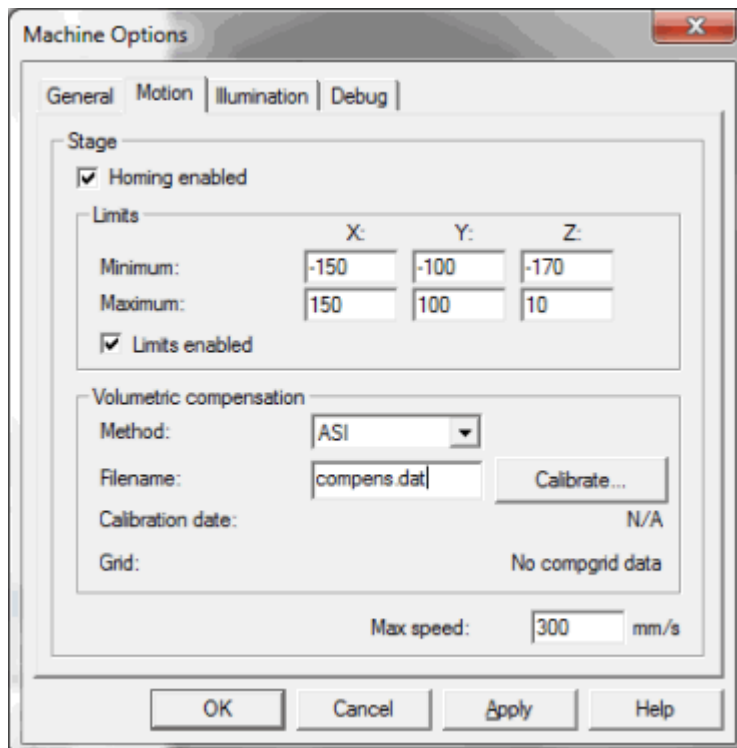 Machine Options
General Motion Illumination Debug
Stage
Homing enabled
Limits
X: Y: Z:
Minimum: -150 -100 -170
Maximum: 150 100 10
Limits enabled
Volumetric compensation
Method: ASI
Filename: compens.dat Calibrate...
Calibration date: N/A
Grid: No compgrid data
Max speed: 300 mm/s
OK Cancel Apply Help